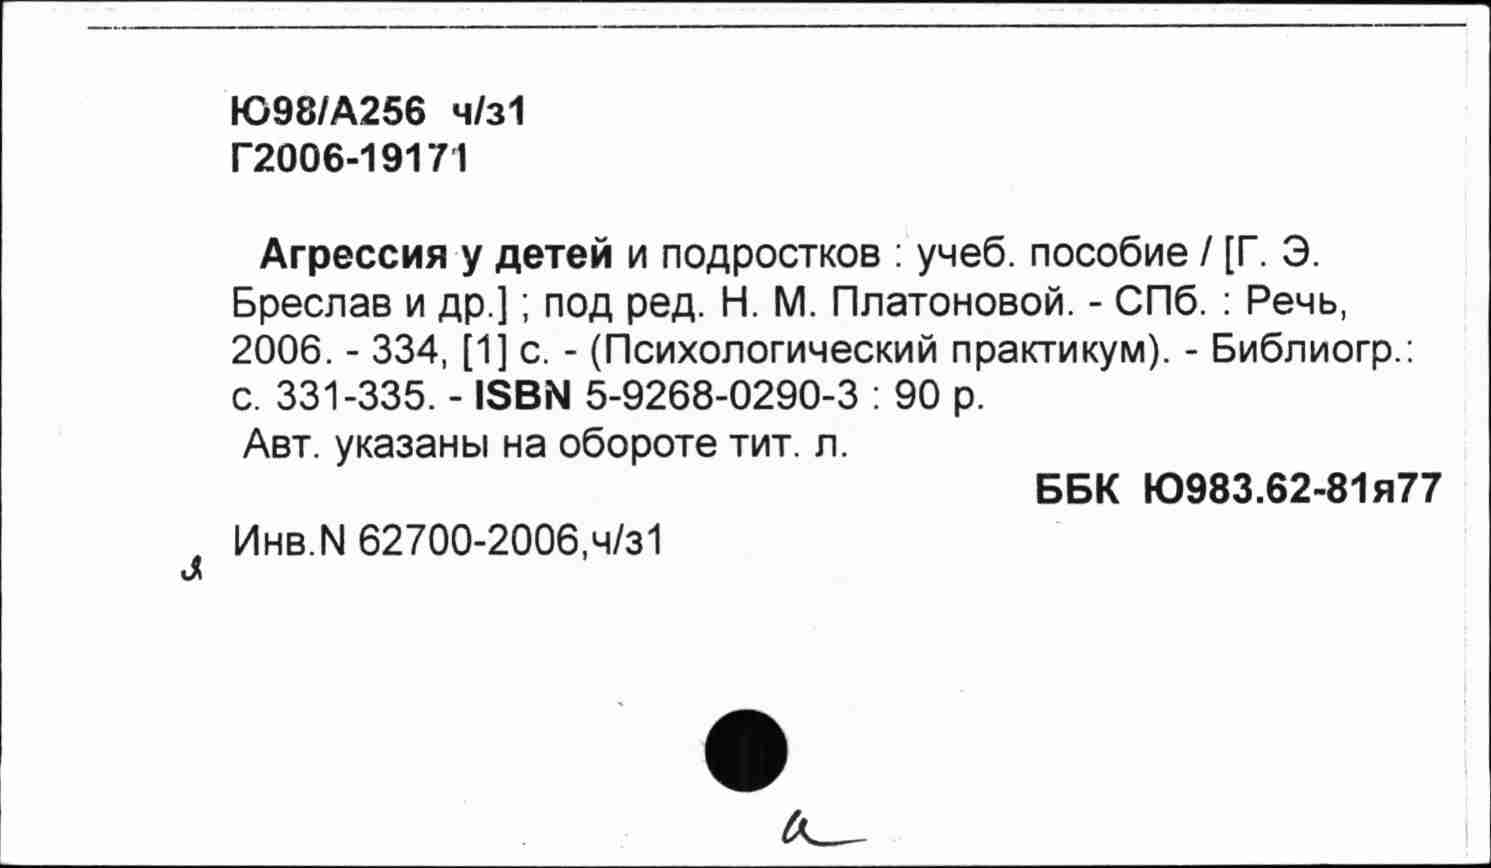 Ю98/А256 ч/з1
Г2006-19171
Агрессия у детей и подростков : учеб. пособие / [Г. Э.
Бреслав и др.] ; под ред. Н. М. Платоновой. - СПб. : Речь,
2006. - 334, [1] с. - (Психологический практикум). - Библиогр.:
с. 331-335. - ISBN 5-9268-0290-3 : 90 р.
Авт. указаны на обороте тит. л.
ББК Ю983.62-81я77
Инв.N 62700-2006,ч/з1
а